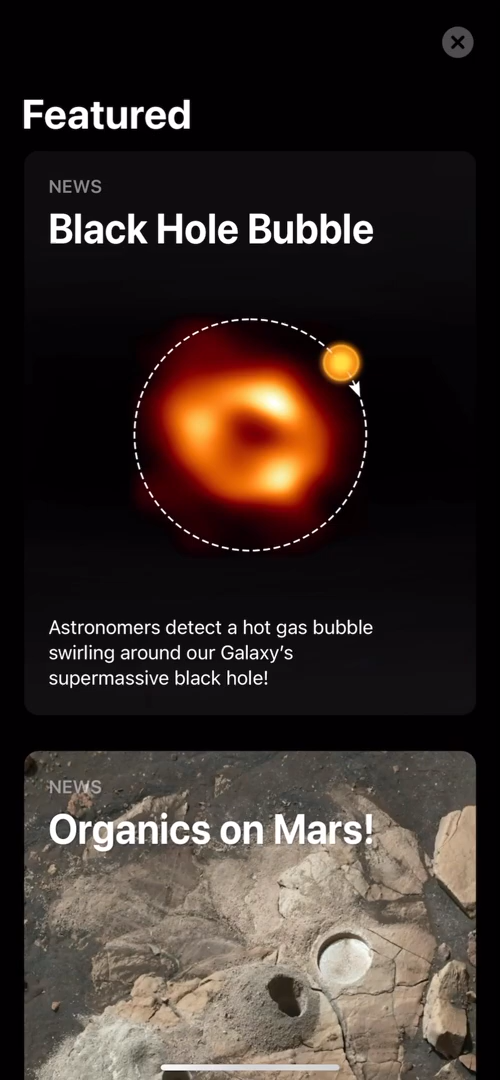 Featured
NEWS
Black Hole Bubble
Astronomers detect a hot gas bubble
swirling around our Galaxy’s
supermassive black hole!
NEWS
Organics on Mars!